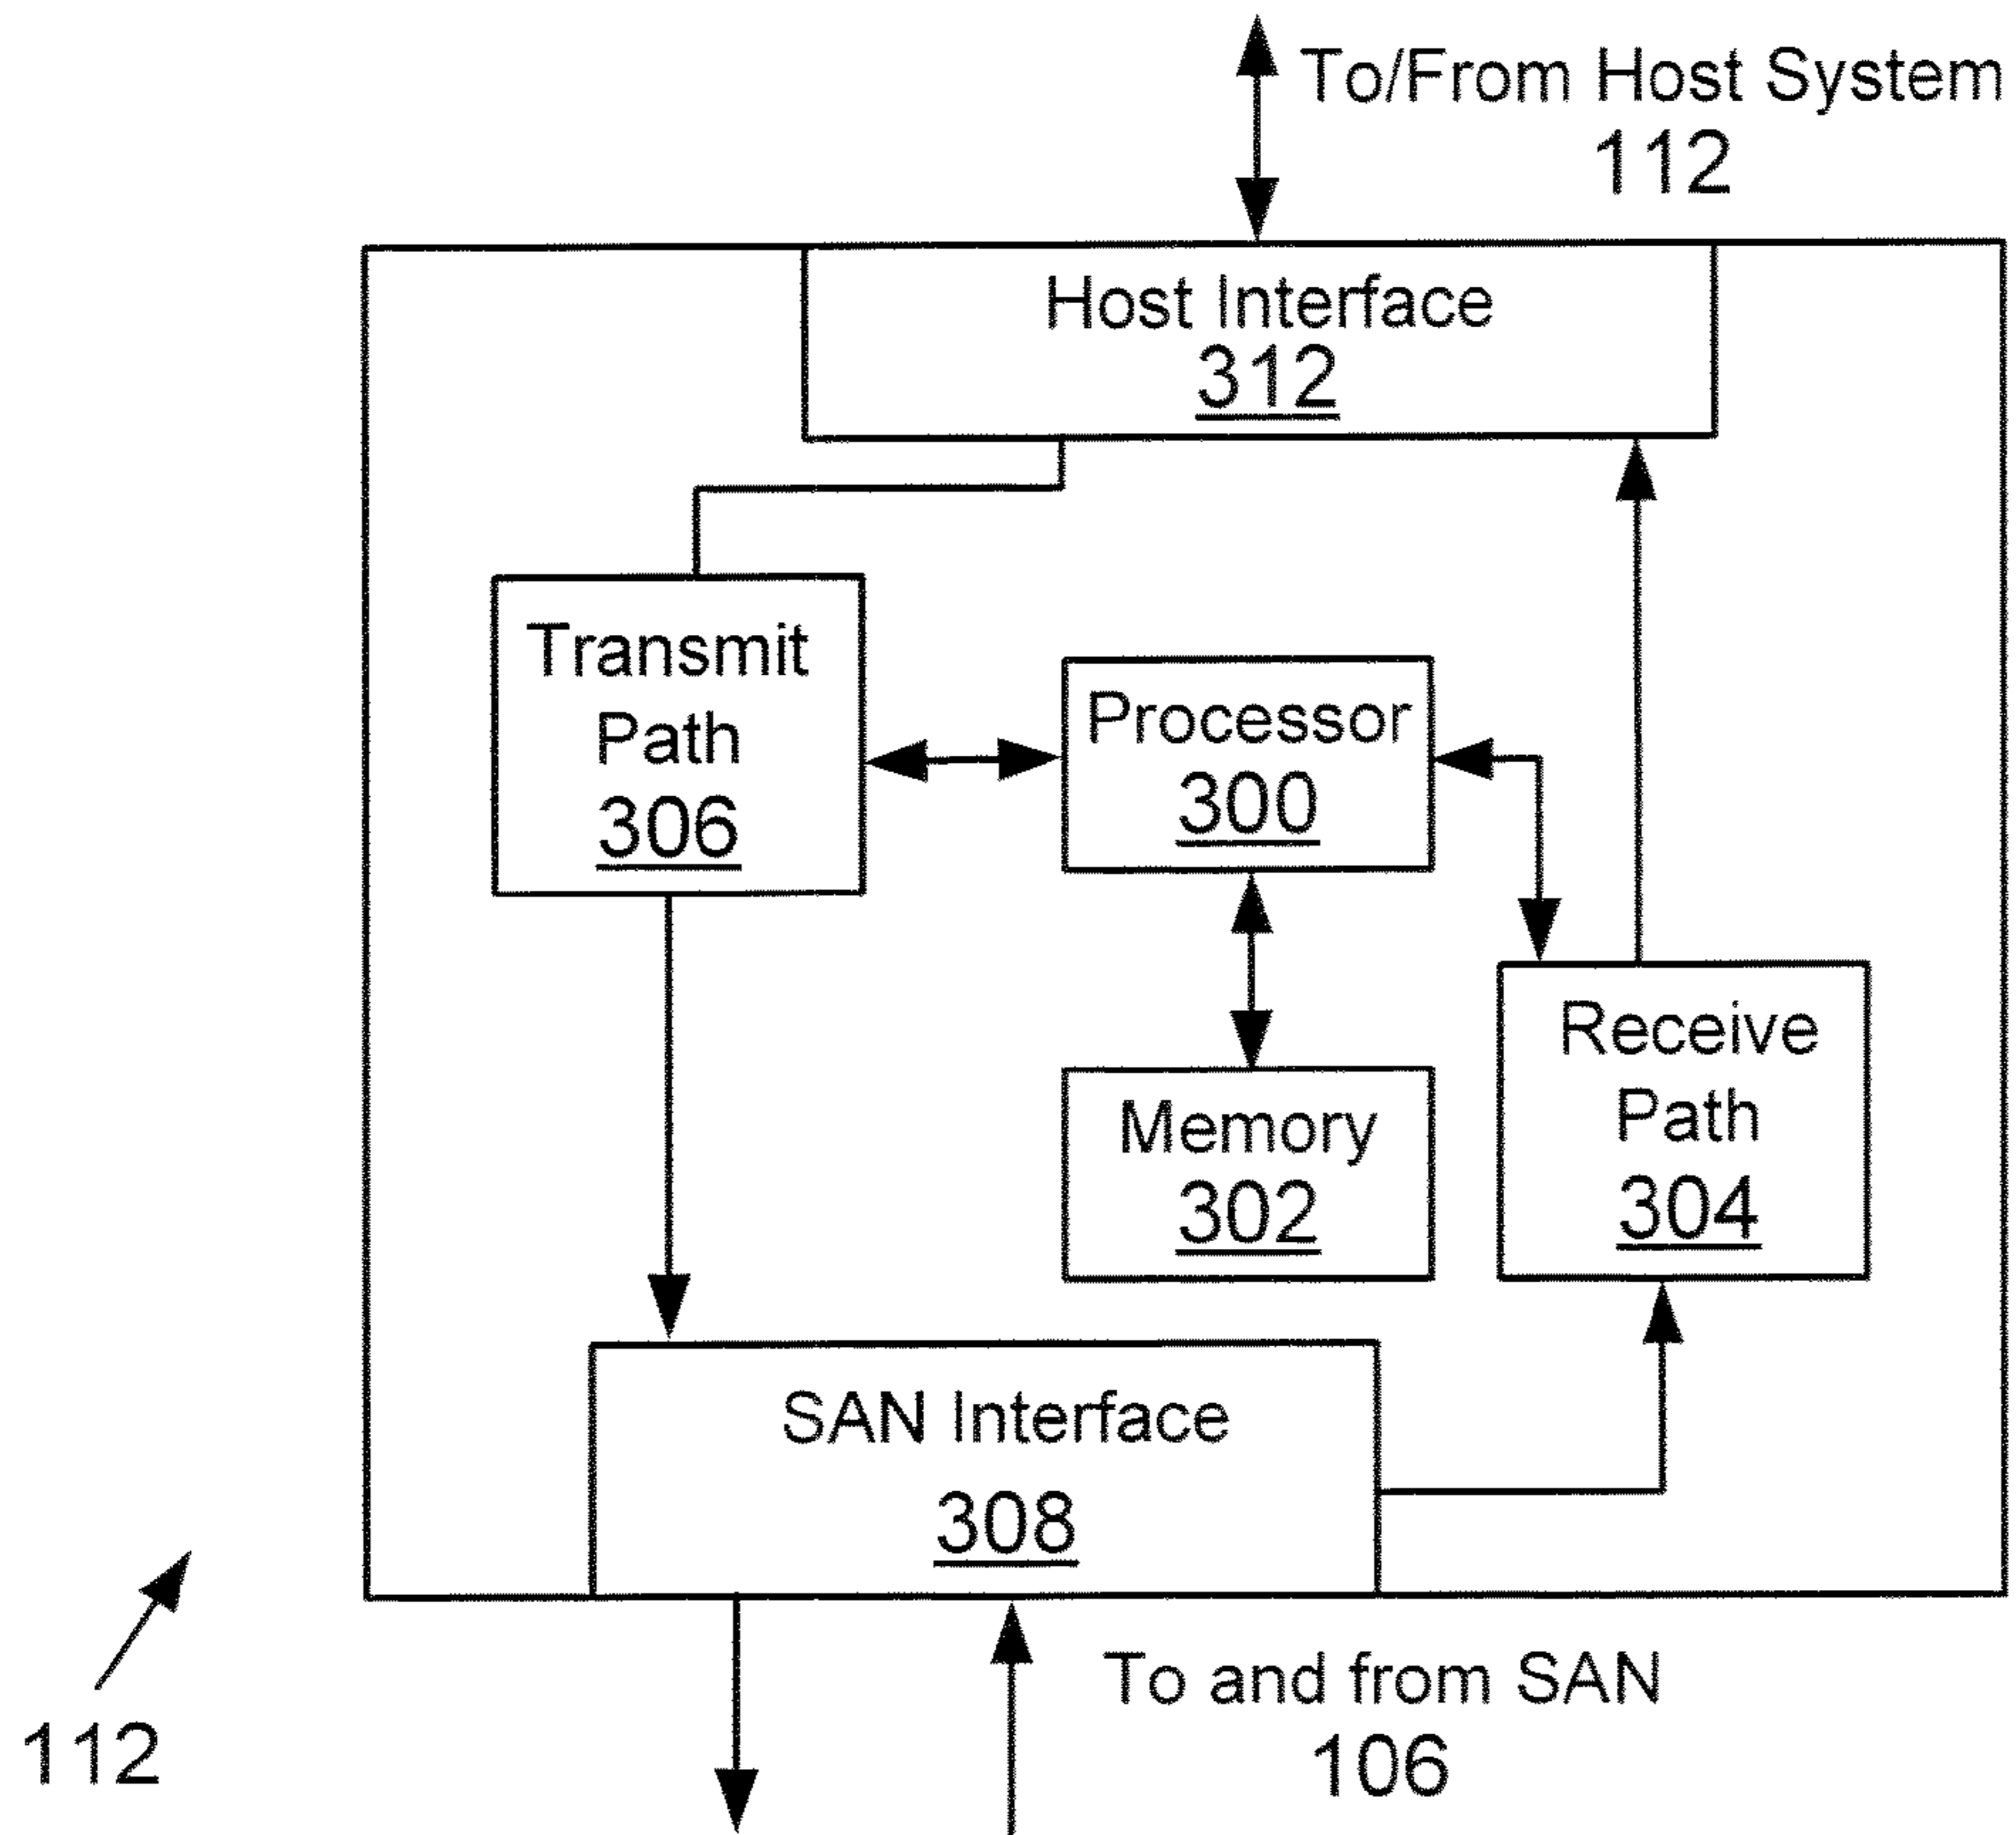 To/From Host System
112
Host Interface
312
Transmit
Path
306
Processor
300
Receive
Path
304
Memory
302
SAN Interface
308
To and from SAN
106
112